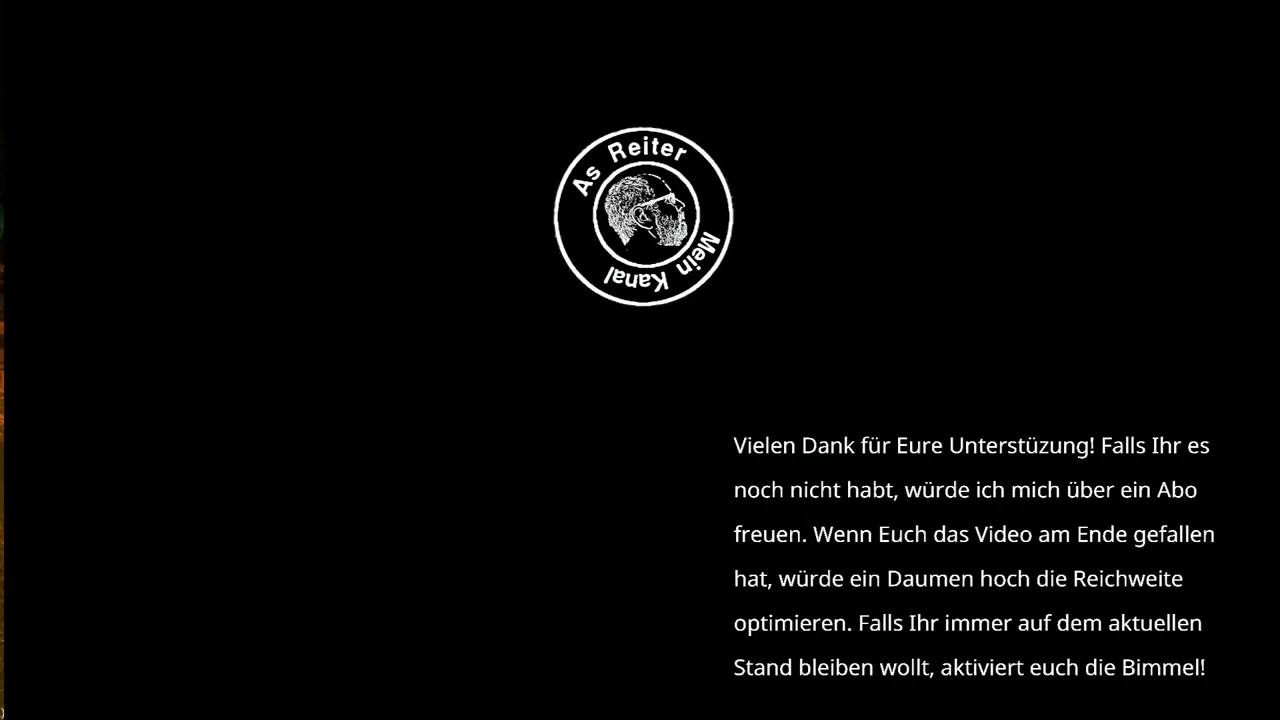 As Reiter
Mein Kanal
Vielen Dank für Eure Unterstüzung! Falls Ihr es
noch nicht habt, würde ich mich über ein Abo
freuen. Wenn Euch das Video am Ende gefallen
hat, würde ein Daumen hoch die Reichweite
optimieren. Falls Ihr immer auf dem aktuellen
Stand bleiben wollt, aktiviert euch die Bimmel!